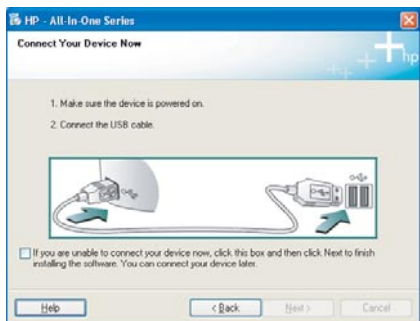 HP - All-In-One Series
Connect Your Device Now
hp
1. Make sure the device is powered on.
2. Connect the USB cable.
If you are unable to connect your device now, click this box and then click Next to finish
installing the software. You can connect your device later.
Help
< Back
Next >
Cancel